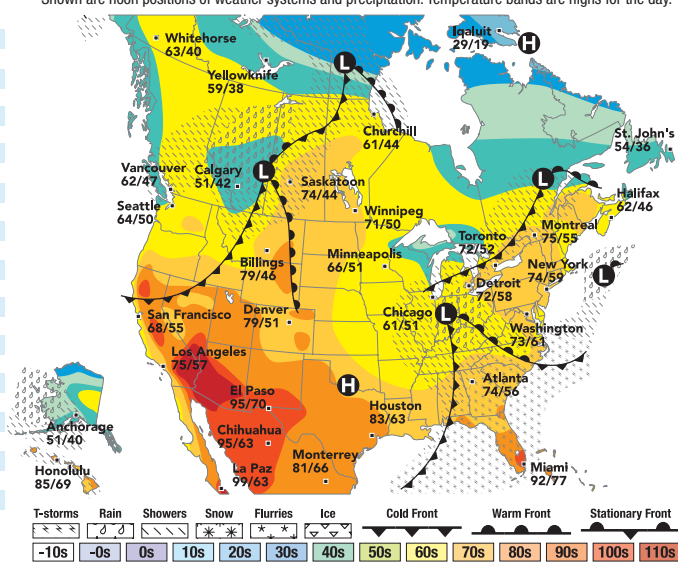 Shown are noon positions of weather systems and precipitation. Temperature bands are highs for the day.
Whitehorse
63/40
Iqaluit
29/19
H
L
Yellowknife
59/38
Churchill
61/44
St. John's
54/36
Vancouver
62/47
Calgary
51/42
L
Saskatoon
74/44
L
Seattle
64/50
Winnipeg
71/50
Halifax
62/46
Montreal
75/55
Toronto
72/52
Billings
79/46
Minneapolis
66/51
New York
74/59
L
Detroit
72/58
San Francisco
68/55
Denver
79/51
Chicago
61/51
L
Washington
73/61
Los Angeles
75/57
Atlanta
74/56
H
El Paso
95/70
Houston
83/63
Anchorage
51/40
Chihuahua
95/63
Monterrey
81/66
Honolulu
85/69
La Paz
99/63
Miami
92/77
T-storms Rain Showers Snow Flurries Ice Cold Front Warm Front Stationary Front
-10s -0s 0s 10s 20s 30s 40s 50s 60s 70s 80s 90s 100s 110s